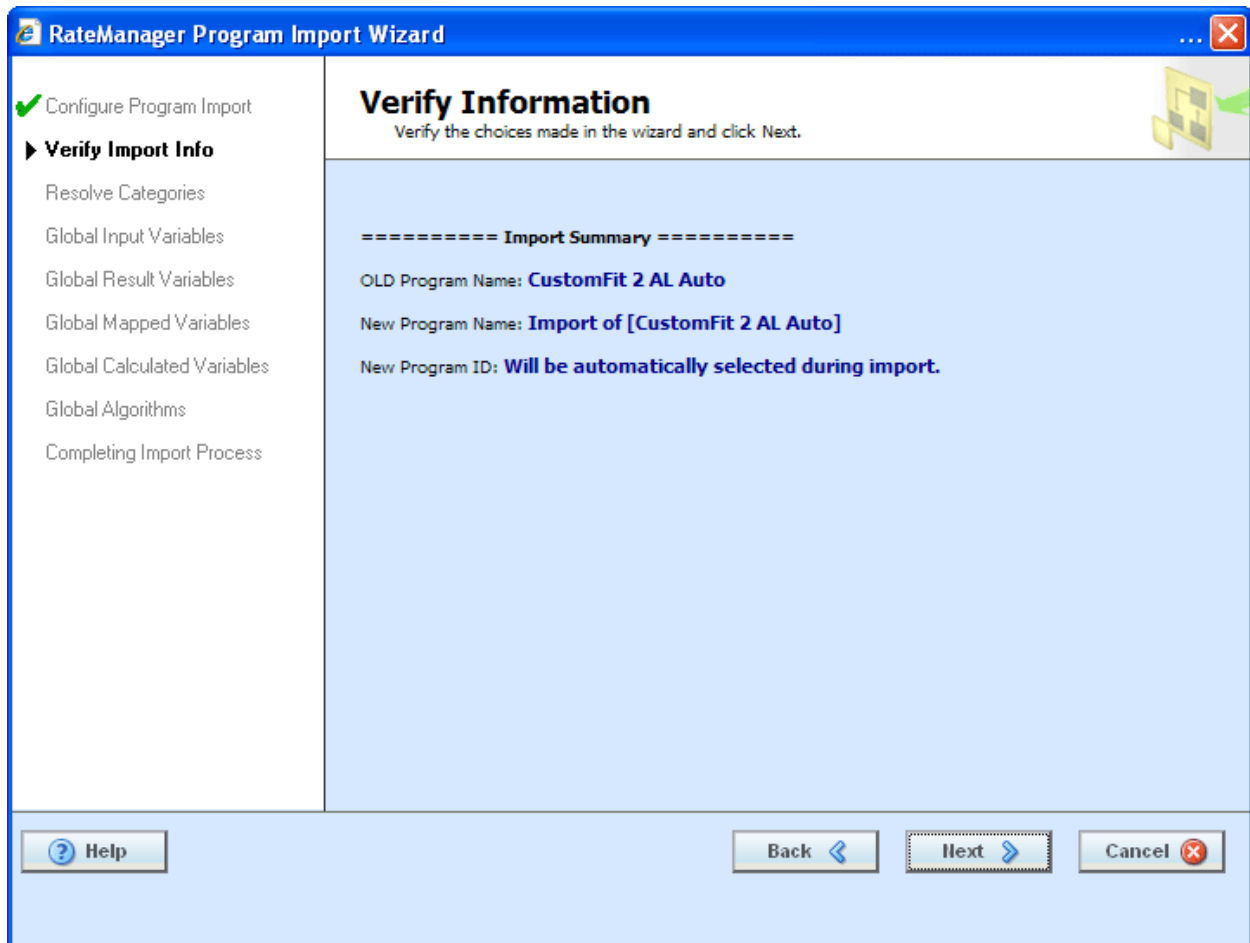 RateManager Program Import Wizard ...
Configure Program Import
Verify Import Info
Resolve Categories
Global Input Variables
Global Result Variables
Global Mapped Variables
Global Calculated Variables
Global Algorithms
Completing Import Process
Verify Information
Verify the choices made in the wizard and click Next.
========== Import Summary ==========
OLD Program Name: CustomFit 2 AL Auto
New Program Name: Import of [CustomFit 2 AL Auto]
New Program ID: Will be automatically selected during import.
? Help
Back
Next
Cancel